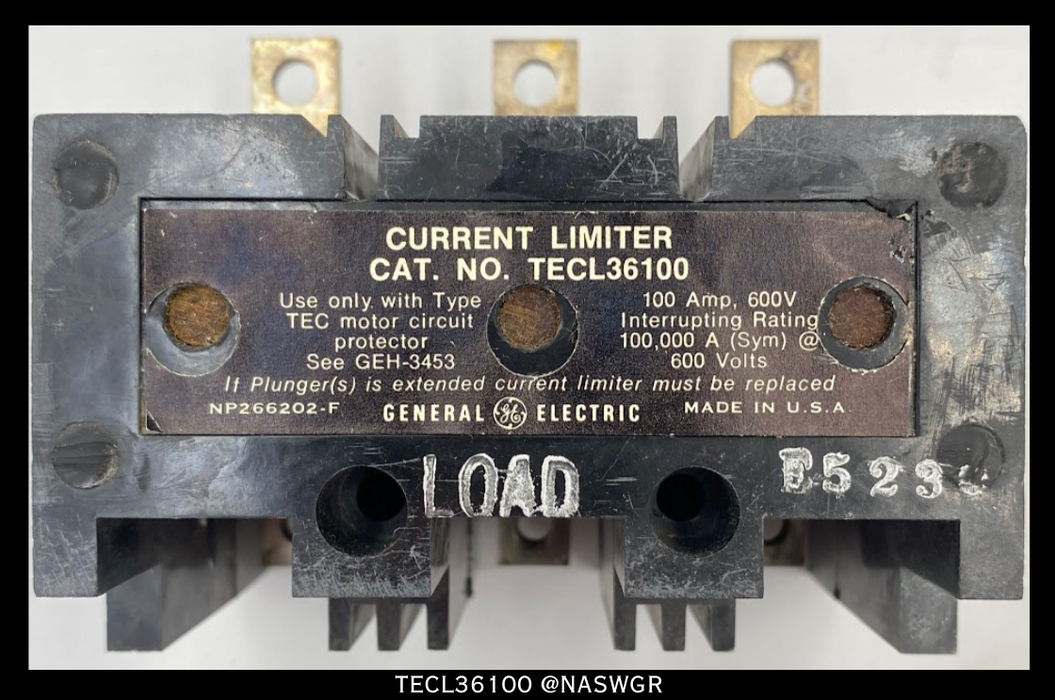 CURRENT LIMITER
CAT. NO. TECL36100
Use only with Type
TEC motor circuit
protector
See GEH-3453
100 Amp, 600V
Interrupting Rating
100,000 A (Sym) @
600 Volts
If Plunger(s) is extended current limiter must be replaced
NP266202-F GENERAL GE ELECTRIC MADE IN U.S.A.
LOAD
TECL36100 @NASWGR